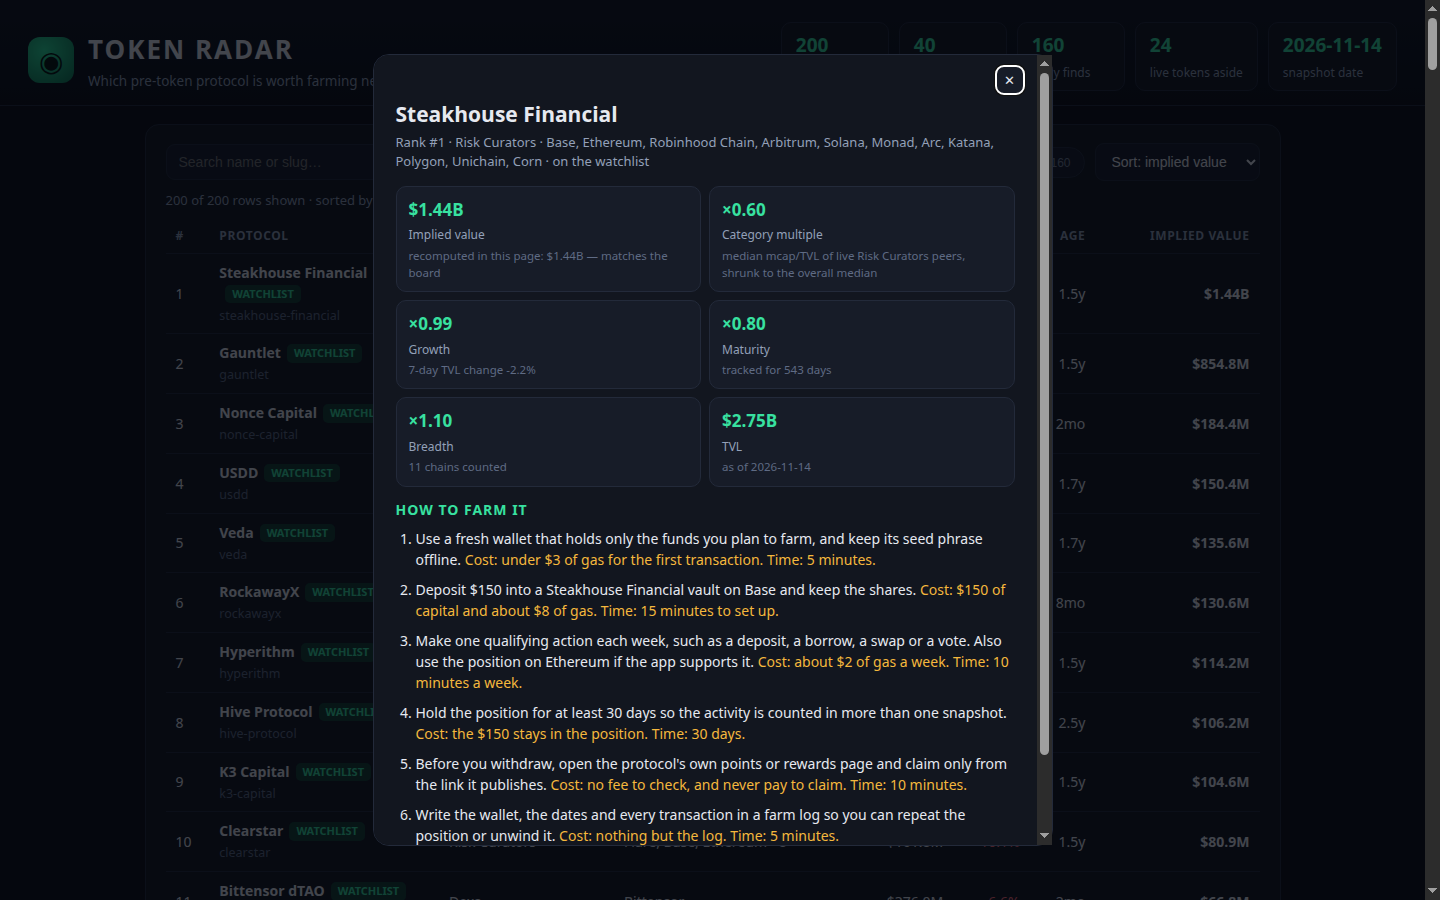 TOKEN RADAR
Which pre-token protocol is worth farming ne
200
40
160
24
live tokens aside
2026-11-14
snapshot date
y finds
Search name or slug...
160
Sort: implied value
200 of 200 rows shown · sorted by
# PROTOCOL AGE IMPLIED VALUE
1 Steakhouse Financial WATCHLIST steakhouse-financial 1.5y $1.44B
2 Gauntlet WATCHLIST gauntlet 1.5y $854.8M
3 Nonce Capital WATCHL nonce-capital 2mo $184.4M
4 USDD WATCHLIST usdd 1.7y $150.4M
5 Veda WATCHLIST veda 1.7y $135.6M
6 RockawayX WATCHLIST rockawayx 8mo $130.6M
7 Hyperithm WATCHLIST hyperithm 1.5y $114.2M
8 Hive Protocol WATCHLI hive-protocol 2.5y $106.2M
9 K3 Capital WATCHLIST k3-capital 1.5y $104.6M
10 Clearstar WATCHLIST clearstar 1.5y $80.9M
Bittensor dTAO WATCHLIST
×
Steakhouse Financial
Rank #1 · Risk Curators · Base, Ethereum, Robinhood Chain, Arbitrum, Solana, Monad, Arc, Katana,
Polygon, Unichain, Corn · on the watchlist
$1.44B
Implied value
recomputed in this page: $1.44B — matches the
board
×0.60
Category multiple
median mcap/TVL of live Risk Curators peers,
shrunk to the overall median
×0.99
Growth
7-day TVL change -2.2%
×0.80
Maturity
tracked for 543 days
×1.10
Breadth
11 chains counted
$2.75B
TVL
as of 2026-11-14
HOW TO FARM IT
1. Use a fresh wallet that holds only the funds you plan to farm, and keep its seed phrase
offline. Cost: under $3 of gas for the first transaction. Time: 5 minutes.
2. Deposit $150 into a Steakhouse Financial vault on Base and keep the shares. Cost: $150 of
capital and about $8 of gas. Time: 15 minutes to set up.
3. Make one qualifying action each week, such as a deposit, a borrow, a swap or a vote. Also
use the position on Ethereum if the app supports it. Cost: about $2 of gas a week. Time: 10
minutes a week.
4. Hold the position for at least 30 days so the activity is counted in more than one snapshot.
Cost: the $150 stays in the position. Time: 30 days.
5. Before you withdraw, open the protocol's own points or rewards page and claim only from
the link it publishes. Cost: no fee to check, and never pay to claim. Time: 10 minutes.
6. Write the wallet, the dates and every transaction in a farm log so you can repeat the
position or unwind it. Cost: nothing but the log. Time: 5 minutes.